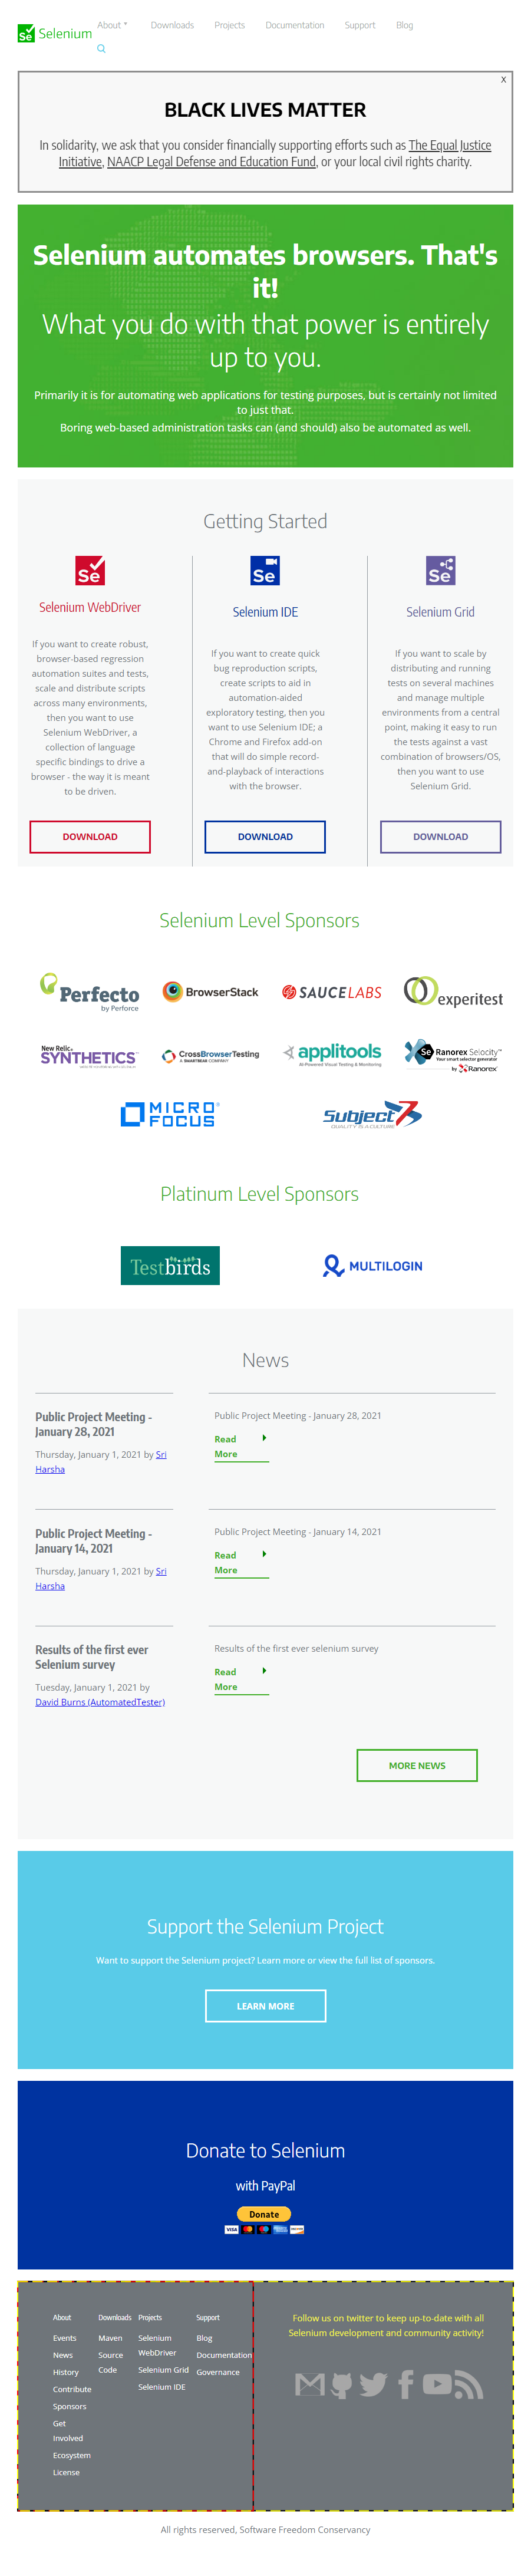 Se Selenium
About
Downloads
Projects
Documentation
Support
Blog
X
BLACK LIVES MATTER
In solidarity, we ask that you consider financially supporting efforts such as The Equal Justice
Initiative, NAACP Legal Defense and Education Fund, or your local civil rights charity.
Selenium automates browsers. That's
it!
What you do with that power is entirely
up to you.
Primarily it is for automating web applications for testing purposes, but is certainly not limited
to just that.
Boring web-based administration tasks can (and should) also be automated as well.
Getting Started
Se
Selenium WebDriver
If you want to create robust,
browser-based regression
automation suites and tests,
scale and distribute scripts
across many environments,
then you want to use
Selenium WebDriver, a
collection of language
specific bindings to drive a
browser - the way it is meant
to be driven.
DOWNLOAD
Se
Selenium IDE
If you want to create quick
bug reproduction scripts,
create scripts to aid in
automation-aided
exploratory testing, then you
want to use Selenium IDE; a
Chrome and Firefox add-on
that will do simple record-
and-playback of interactions
with the browser.
DOWNLOAD
Se
Selenium Grid
If you want to scale by
distributing and running
tests on several machines
and manage multiple
environments from a central
point, making it easy to run
the tests against a vast
combination of browsers/OS,
then you want to use
Selenium Grid.
DOWNLOAD
Selenium Level Sponsors
Perfecto
by Perforce
BrowserStack
SAUCELABS
experitest
New Relic
SYNTHETICS
CrossBrowserTesting
A SMARTBEAR COMPANY
applitools
AI-Powered Visual Testing & Monitoring
Se Ranorex Selocity™
Your smart selector generator
by Ranorex
MICRO
FOCUS
Subject7
QUALITY IS A CULTURE
Platinum Level Sponsors
Testbirds
MULTILOGIN
News
Public Project Meeting -
January 28, 2021
Thursday, January 1, 2021 by Sri
Harsha
Public Project Meeting - January 28, 2021
Read
More
Public Project Meeting -
January 14, 2021
Thursday, January 1, 2021 by Sri
Harsha
Public Project Meeting - January 14, 2021
Read
More
Results of the first ever
Selenium survey
Tuesday, January 1, 2021 by
David Burns (AutomatedTester)
Results of the first ever selenium survey
Read
More
MORE NEWS
Support the Selenium Project
Want to support the Selenium project? Learn more or view the full list of sponsors.
LEARN MORE
Donate to Selenium
with PayPal
Donate
VISA
About
Events
News
History
Contribute
Sponsors
Get
Involved
Ecosystem
License
Downloads
Maven
Source
Code
Projects
Selenium
WebDriver
Selenium Grid
Selenium IDE
Support
Blog
Documentation
Governance
Follow us on twitter to keep up-to-date with all
Selenium development and community activity!
All rights reserved, Software Freedom Conservancy